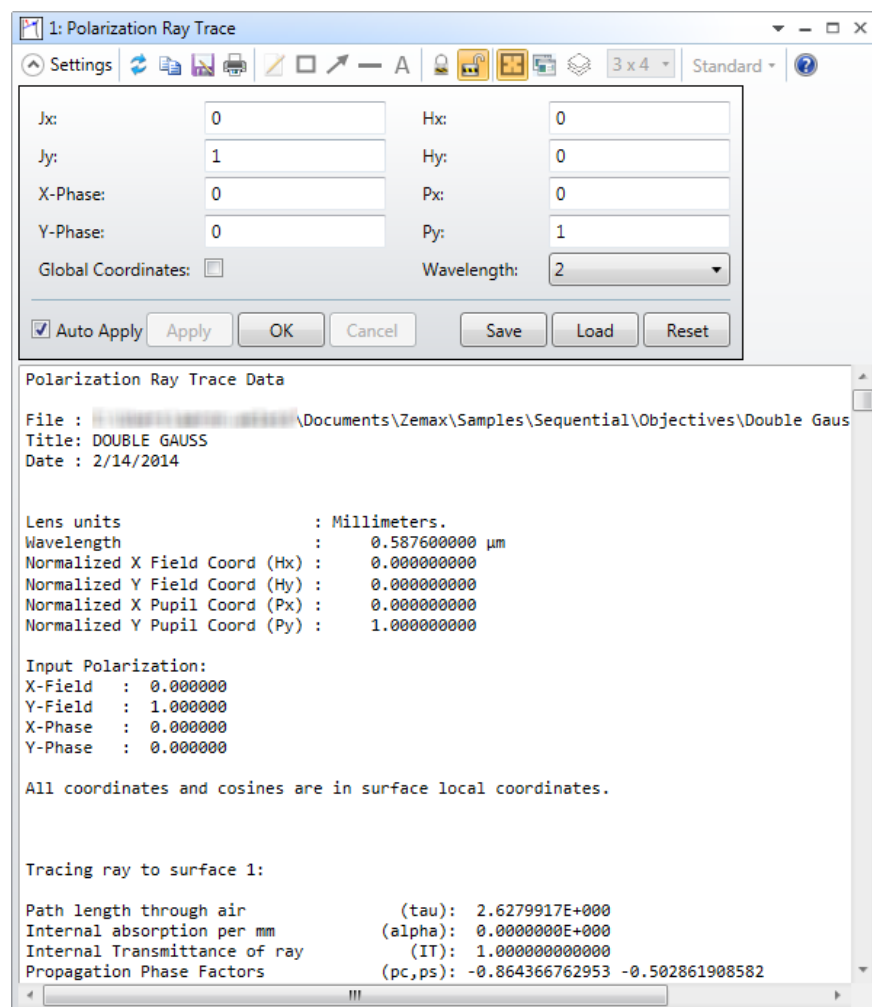 1: Polarization Ray Trace
Settings A 3 x 4 Standard ?
Jx: 0 Hx: 0
Jy: 1 Hy: 0
X-Phase: 0 Px: 0
Y-Phase: 0 Py: 1
Global Coordinates: Wavelength: 2
Auto Apply Apply OK Cancel Save Load Reset
Polarization Ray Trace Data
File : \Documents\Zemax\Samples\Sequential\Objectives\Double Gaus
Title: DOUBLE GAUSS
Date : 2/14/2014
Lens units : Millimeters.
Wavelength : 0.587600000 µm
Normalized X Field Coord (Hx) : 0.000000000
Normalized Y Field Coord (Hy) : 0.000000000
Normalized X Pupil Coord (Px) : 0.000000000
Normalized Y Pupil Coord (Py) : 1.000000000
Input Polarization:
X-Field : 0.000000
Y-Field : 1.000000
X-Phase : 0.000000
Y-Phase : 0.000000
All coordinates and cosines are in surface local coordinates.
Tracing ray to surface 1:
Path length through air (tau): 2.6279917E+000
Internal absorption per mm (alpha): 0.0000000E+000
Internal Transmittance of ray (IT): 1.000000000000
Propagation Phase Factors (pc,ps): -0.864366762953 -0.502861908582